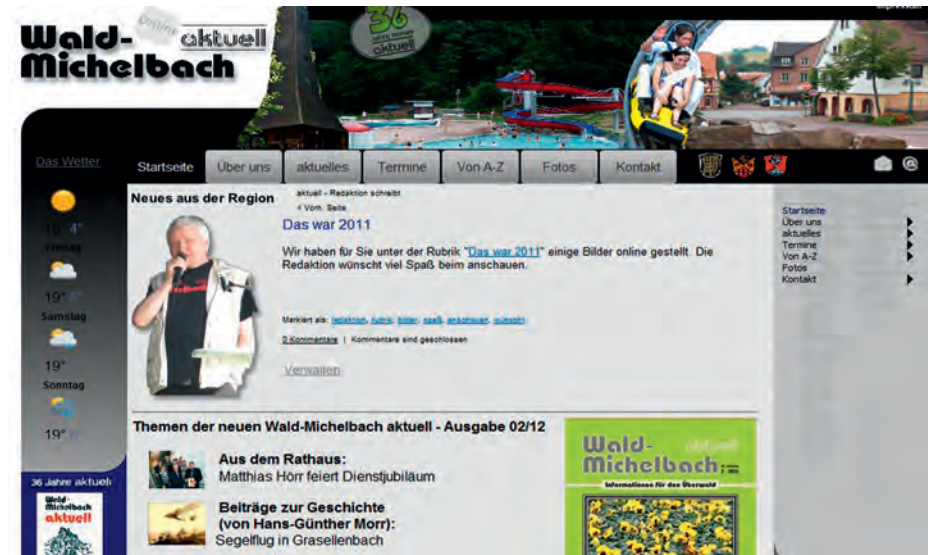 Impressum
Online
Wald-
aktuell
Michelbach
36
aktuell
Das Wetter
Startseite
Über uns
aktuelles
Termine
Von A-Z
Fotos
Kontakt
4°
Freitag
19°
Samstag
19°
Sonntag
19°
36 Jahre aktuell
Wald-
Michelbach
aktuell
Neues aus der Region
aktuell - Redaktion schreibt
< Vorh. Seite
Das war 2011
Wir haben für Sie unter der Rubrik "Das war 2011" einige Bilder online gestellt. Die
Redaktion wünscht viel Spaß beim anschauen.
Markiert als: redaktion, rubrik, bilder, spaß, anschauen, wünscht
3 Kommentare | Kommentare sind geschlossen
Verwalten
Themen der neuen Wald-Michelbach aktuell - Ausgabe 02/12
Aus dem Rathaus:
Matthias Hörr feiert Dienstjubiläum
Beiträge zur Geschichte
(von Hans-Günther Morr):
Segelflug in Grasellenbach
Wald-
aktuell
Michelbach
Informationen für den Überwald
Startseite
Über uns
aktuelles
Termine
Von A-Z
Fotos
Kontakt